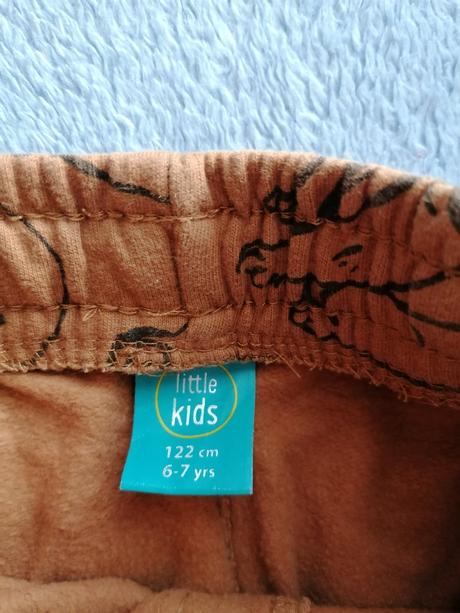 little
kids
122 cm
6-7 yrs